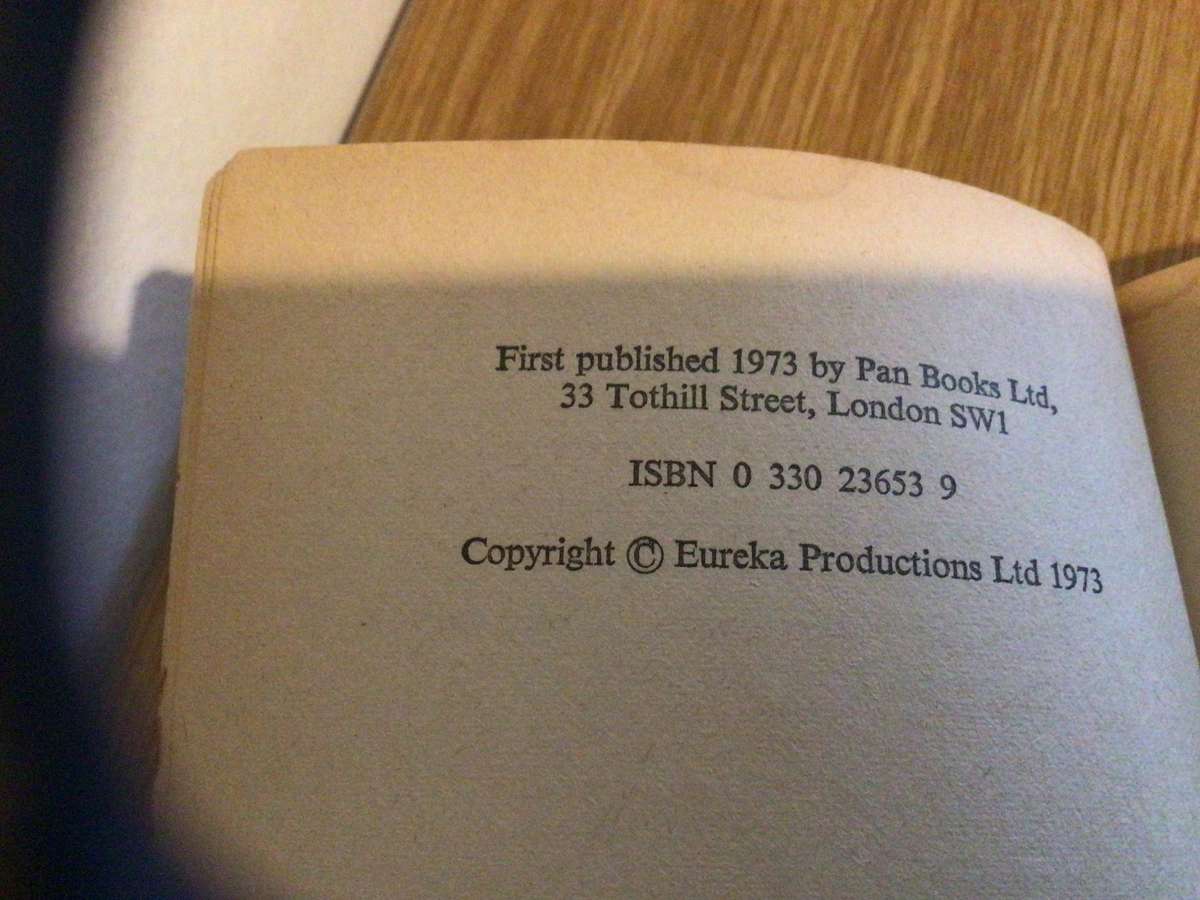 First published 1973 by Pan Books Ltd,
33 Tothill Street, London SW1
ISBN 0 330 23653 9
Copyright © Eureka Productions Ltd 1973